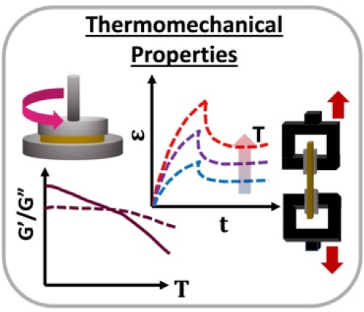 Thermomechanical
Properties
ε
T
t
G’/G”
T